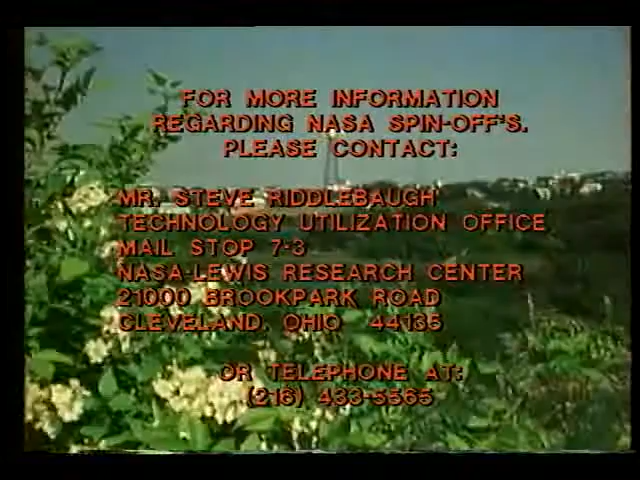 FOR MORE INFORMATION
REGARDING NASA SPIN-OFF'S.
PLEASE CONTACT:
MR. STEVE RIDDLEBAUGH
TECHNOLOGY UTILIZATION OFFICE
MAIL STOP 7-3
NASA-LEWIS RESEARCH CENTER
21000 BROOKPARK ROAD
CLEVELAND, OHIO 44135
OR TELEPHONE AT:
(216) 433-5565